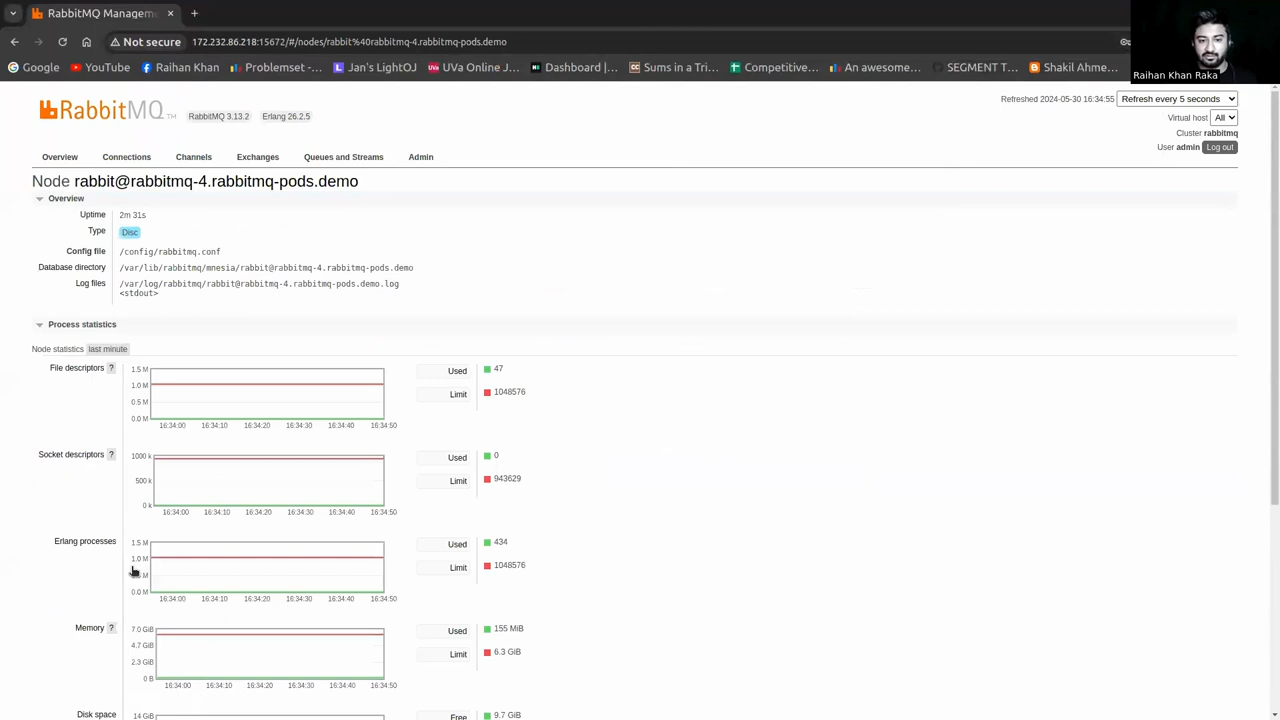 RabbitMQ Managem
Not secure 172.232.86.218:15672/#/nodes/rabbit%40rabbitmq-4.rabbitmq-pods.demo
Raihan Khan Raka
Google YouTube Raihan Khan Problemset -... Jan's LightOJ UVa Online Judge -... Dashboard |... Sums in a Tri... Competitive... An awesome... SEGMENT T... Shakil Ahme...
Refreshed 2024-05-30 16:34:55 Refresh every 5 seconds
RabbitMQ TM RabbitMQ 3.13.2 Erlang 26.2.5
Virtual host All
Cluster rabbitmq
User admin Log out
Overview Connections Channels Exchanges Queues and Streams Admin
Node rabbit@rabbitmq-4.rabbitmq-pods.demo
Overview
Uptime 2m 31s
Type Disc
Config file /config/rabbitmq.conf
Database directory /var/lib/rabbitmq/mnesia/rabbit@rabbitmq-4.rabbitmq-pods.demo
Log files /var/log/rabbitmq/rabbit@rabbitmq-4.rabbitmq-pods.demo.log
<stdout>
Process statistics
Node statistics last minute
File descriptors ?
1.5 M
1.0 M
0.5 M
0.0 M
16:34:00 16:34:10 16:34:20 16:34:30 16:34:40 16:34:50
Used 47
Limit 1048576
Socket descriptors ?
1000 k
500 k
0 k
16:34:00 16:34:10 16:34:20 16:34:30 16:34:40 16:34:50
Used 0
Limit 943629
Erlang processes
1.5 M
1.0 M
0.0 M
16:34:00 16:34:10 16:34:20 16:34:30 16:34:40 16:34:50
Used 434
Limit 1048576
Memory ?
7.0 GiB
4.7 GiB
2.3 GiB
0 B
16:34:00 16:34:10 16:34:20 16:34:30 16:34:40 16:34:50
Used 155 MiB
Limit 6.3 GiB
Disk space
14 GiB
Free 9.7 GiB